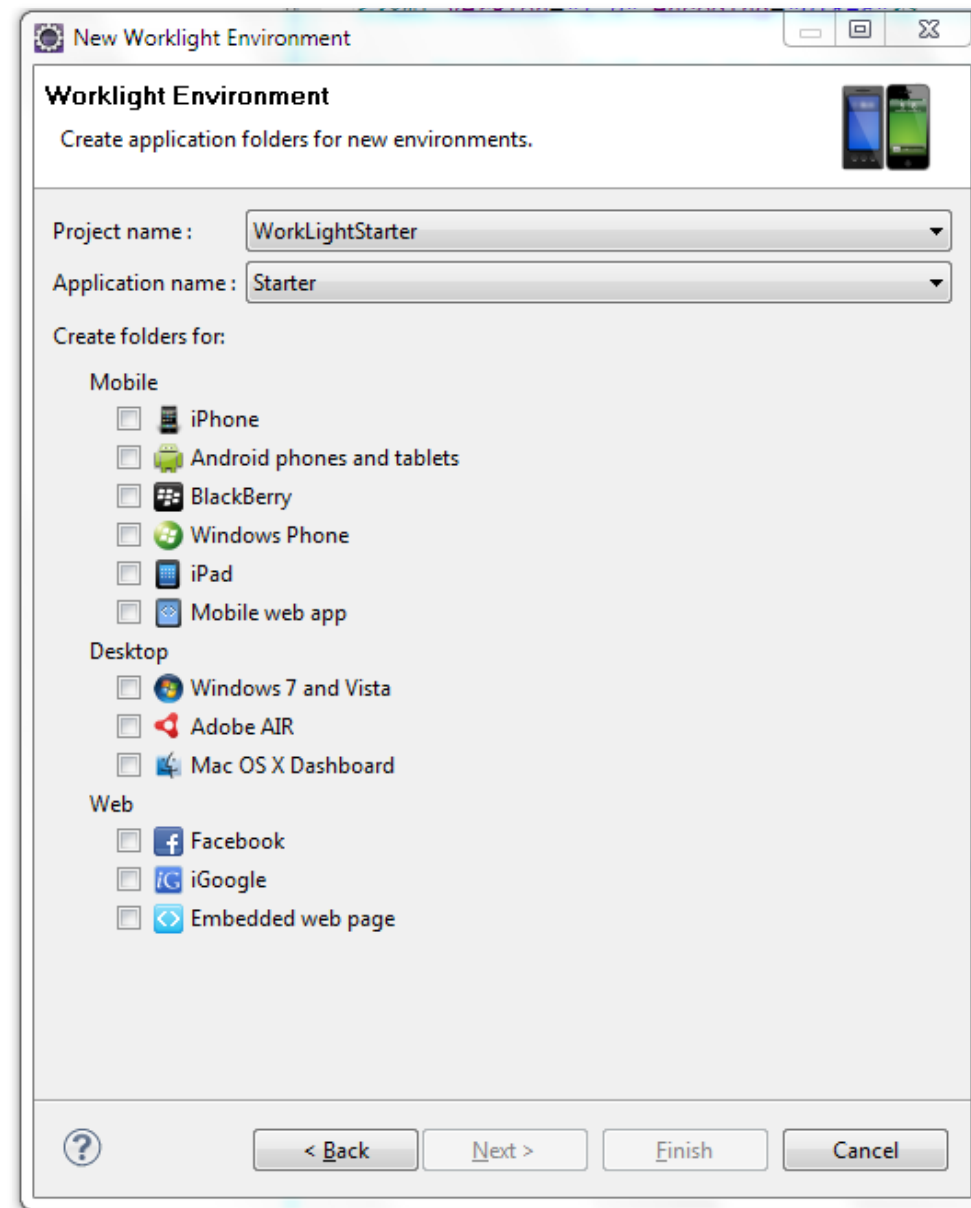 New Worklight Environment
Worklight Environment
Create application folders for new environments.
Project name :
WorkLightStarter
Application name :
Starter
Create folders for:
Mobile
iPhone
Android phones and tablets
BlackBerry
Windows Phone
iPad
Mobile web app
Desktop
Windows 7 and Vista
Adobe AIR
Mac OS X Dashboard
Web
Facebook
iGoogle
Embedded web page
? < Back Next > Finish Cancel